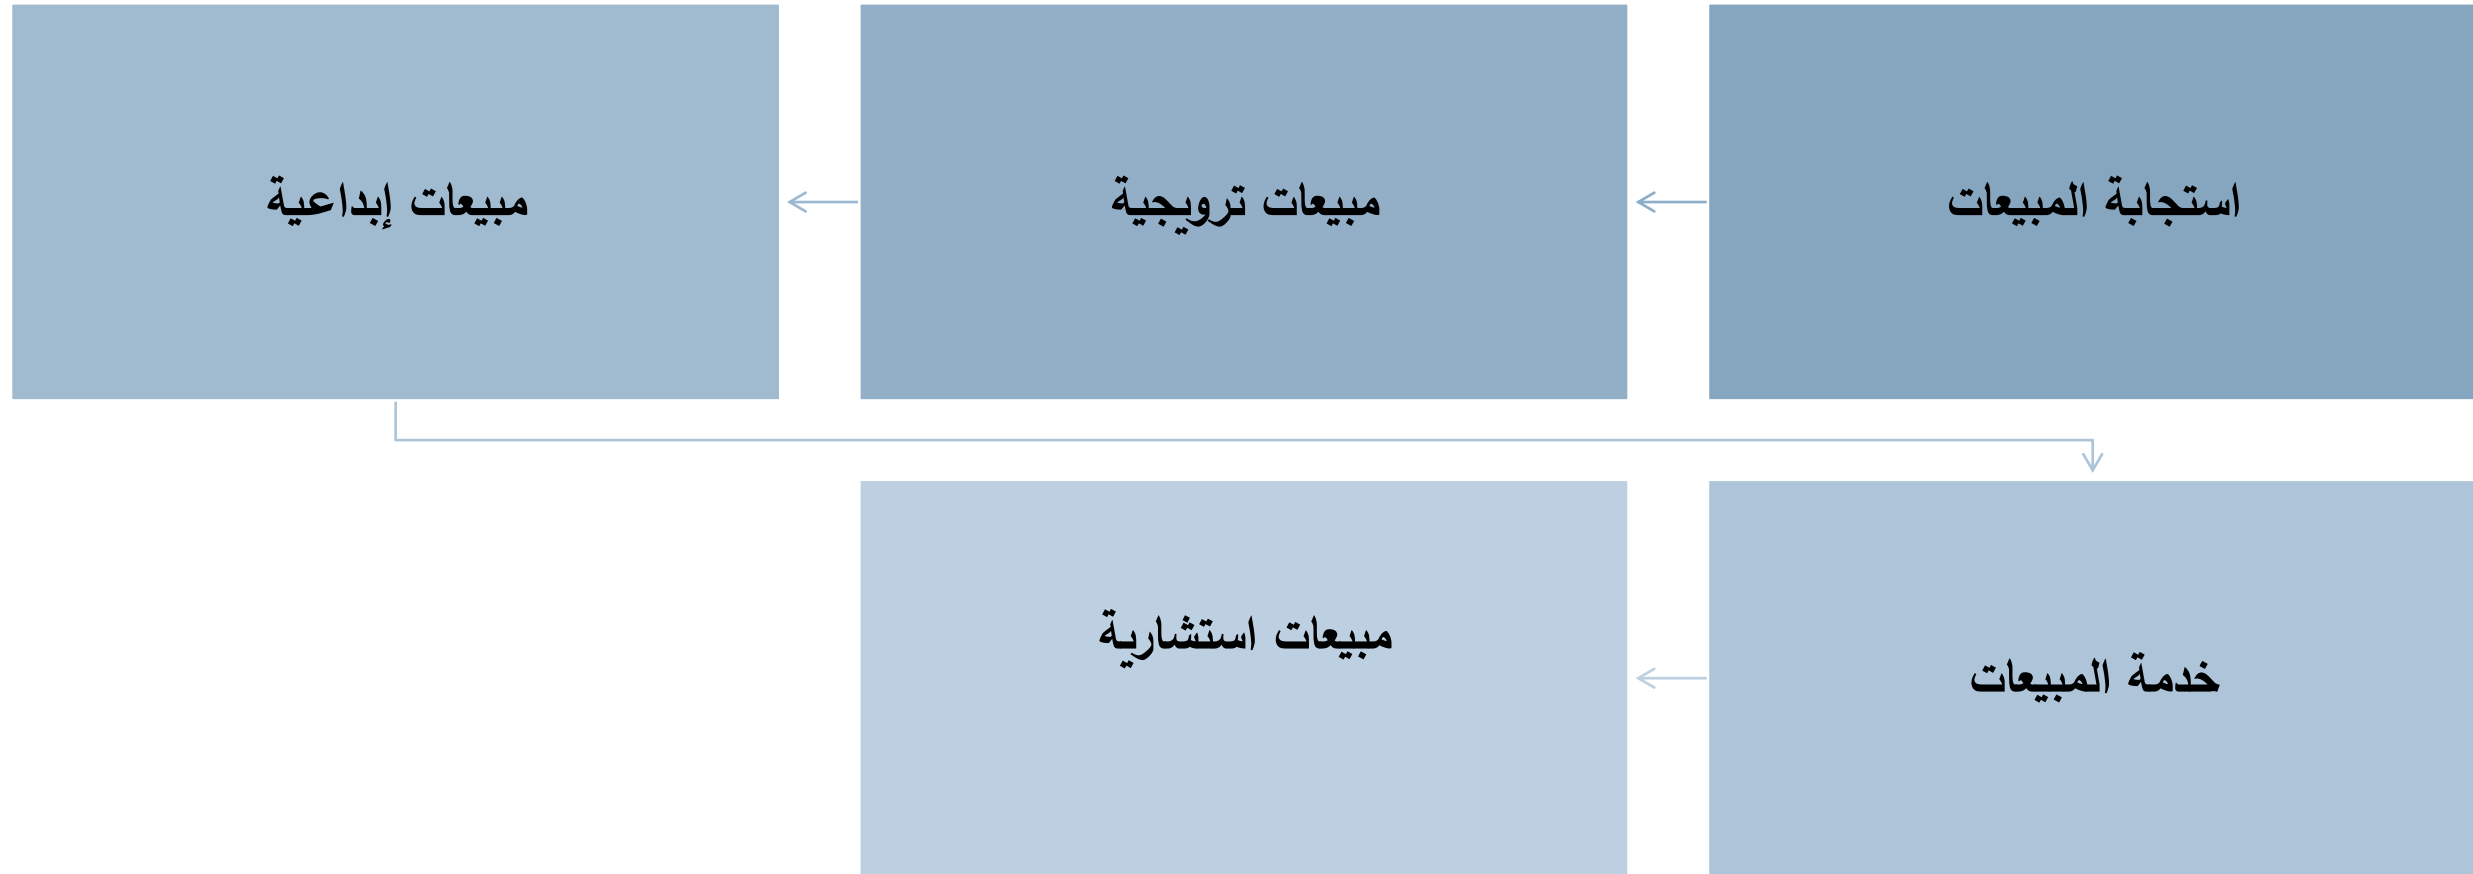 استجابة المبيعات
مبيعات ترويجية
مبيعات إبداعية
خدمة المبيعات
مبيعات استشارية